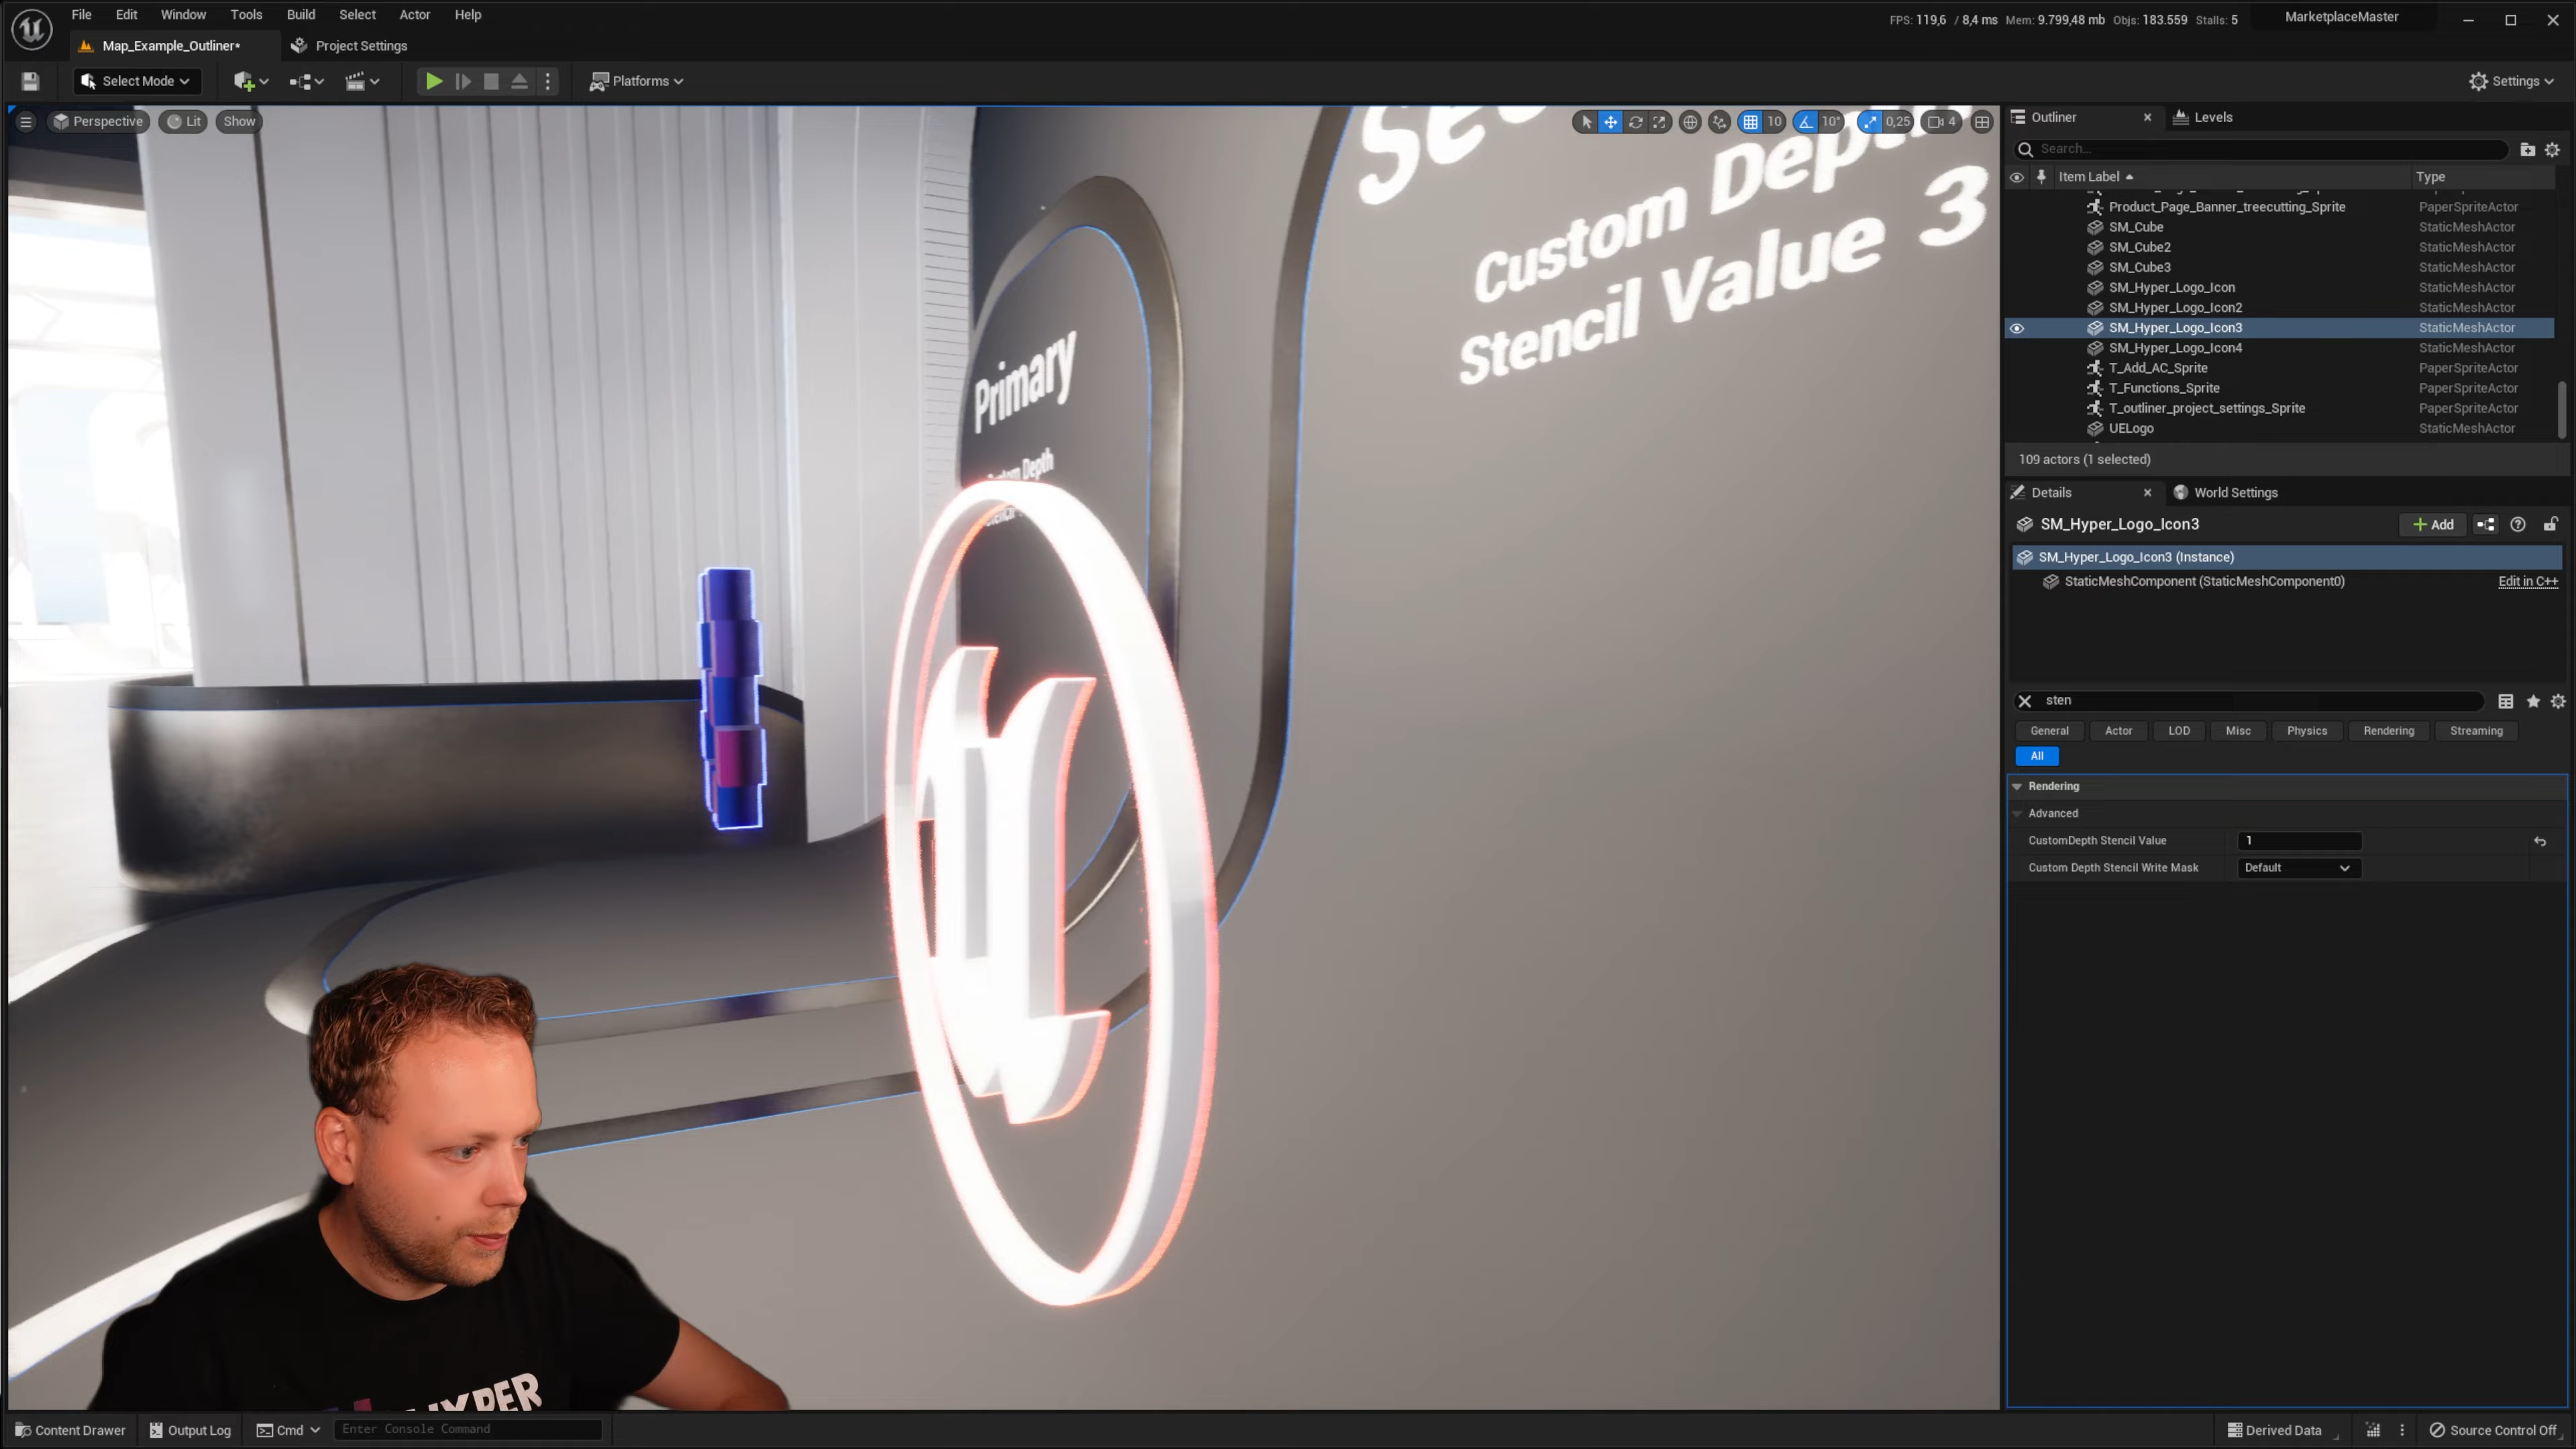 File Edit Window Tools Build Select Actor Help
FPS: 119,6 / 8,4 ms Mem: 9.799,48 mb Objs: 183.559 Stalls: 5
MarketplaceMaster
Map_Example_Outliner*
Project Settings
Select Mode
Platforms
Settings
Perspective Lit Show
10 10° 0,25 4
Custom Depth
Stencil Value 3
Primary
Custom Depth
HYPER
Outliner
Levels
Search...
Item Label Type
Product_Page_Banner_treecutting_Sprite PaperSpriteActor
SM_Cube StaticMeshActor
SM_Cube2 StaticMeshActor
SM_Cube3 StaticMeshActor
SM_Hyper_Logo_Icon StaticMeshActor
SM_Hyper_Logo_Icon2 StaticMeshActor
SM_Hyper_Logo_Icon3 StaticMeshActor
SM_Hyper_Logo_Icon4 StaticMeshActor
T_Add_AC_Sprite PaperSpriteActor
T_Functions_Sprite PaperSpriteActor
T_outliner_project_settings_Sprite PaperSpriteActor
UELogo StaticMeshActor
109 actors (1 selected)
Details
World Settings
SM_Hyper_Logo_Icon3
Add
SM_Hyper_Logo_Icon3 (Instance)
StaticMeshComponent (StaticMeshComponent0) Edit in C++
sten
General Actor LOD Misc Physics Rendering Streaming
All
Rendering
Advanced
CustomDepth Stencil Value 1
Custom Depth Stencil Write Mask Default
Content Drawer
Output Log
Cmd
Enter Console Command
Derived Data
Source Control Off